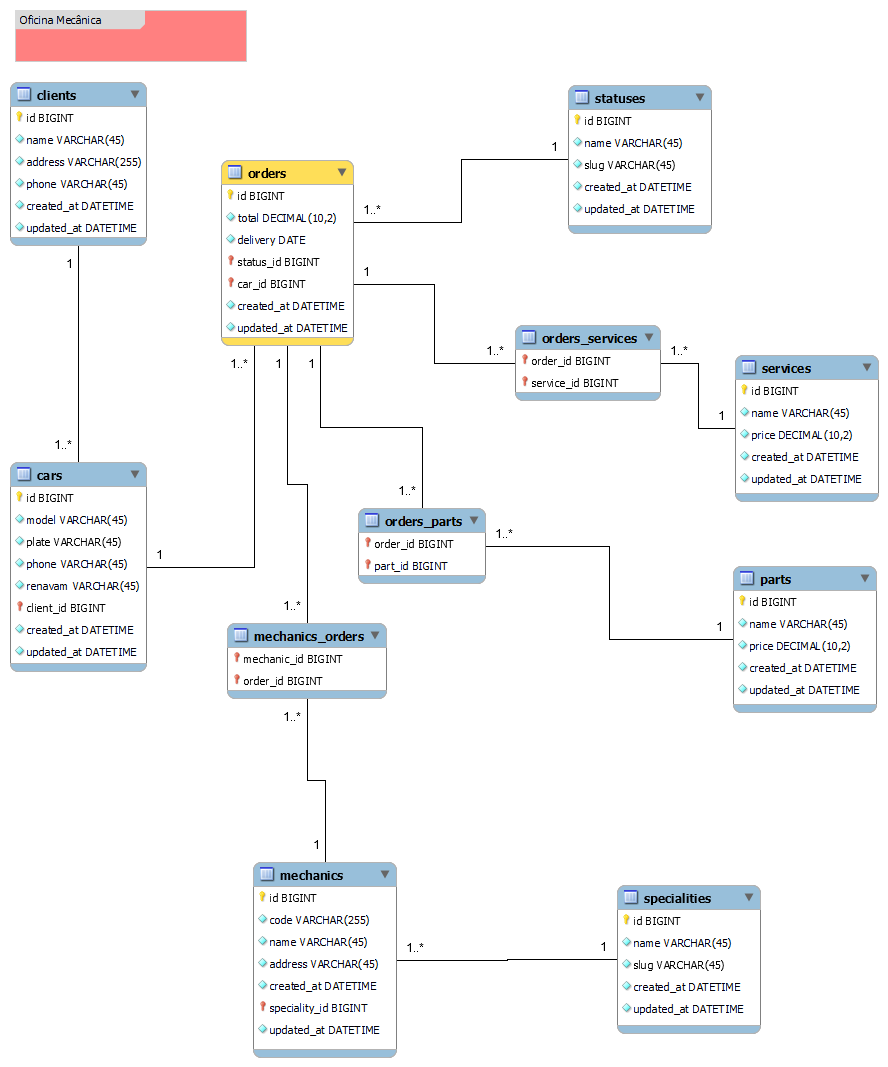 Oficina Mecânica
clients
id BIGINT
name VARCHAR(45)
address VARCHAR(255)
phone VARCHAR(45)
created_at DATETIME
updated_at DATETIME
1
1..*
statuses
id BIGINT
name VARCHAR(45)
slug VARCHAR(45)
created_at DATETIME
updated_at DATETIME
1
orders
id BIGINT
total DECIMAL(10,2)
delivery DATE
status_id BIGINT
car_id BIGINT
created_at DATETIME
updated_at DATETIME
1..*
1
1..*
1
1
orders_services
order_id BIGINT
service_id BIGINT
1..*
1..*
services
id BIGINT
name VARCHAR(45)
price DECIMAL(10,2)
created_at DATETIME
updated_at DATETIME
1
cars
id BIGINT
model VARCHAR(45)
plate VARCHAR(45)
phone VARCHAR(45)
renavam VARCHAR(45)
client_id BIGINT
created_at DATETIME
updated_at DATETIME
1
1..*
orders_parts
order_id BIGINT
part_id BIGINT
1..*
parts
id BIGINT
name VARCHAR(45)
price DECIMAL(10,2)
created_at DATETIME
updated_at DATETIME
1
1..*
mechanics_orders
mechanic_id BIGINT
order_id BIGINT
1..*
1
mechanics
id BIGINT
code VARCHAR(255)
name VARCHAR(45)
address VARCHAR(45)
created_at DATETIME
speciality_id BIGINT
updated_at DATETIME
1..*
1
specialities
id BIGINT
name VARCHAR(45)
slug VARCHAR(45)
created_at DATETIME
updated_at DATETIME